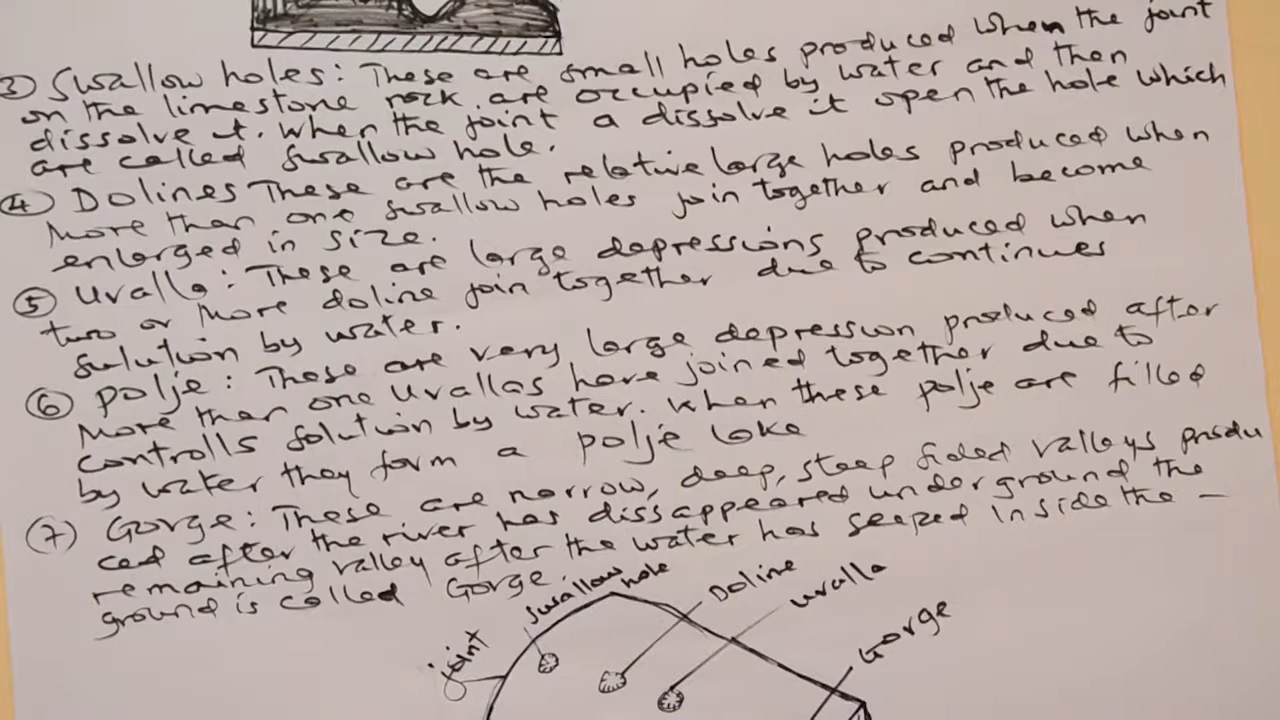 3) Swallow holes: These are small holes produced when the joint
on the limestone rock are occupied by water and then
dissolve it. When the joint a dissolve it open the hole which
are called swallow hole.
4) Dolines These are the relative large holes produced when
More than one swallow holes join together and become
enlarged in size.
5) Uvalla: These are large depressions produced when
two or more doline join together due to continues
solution by water.
6) polje: These are very large depression produced after
More than one uvallas have joined together due to
controlls solution by water. When these polje are filled
by water they form a polje lake
7) Gorge: These are narrow, deep, steep sided valleys produ
ced after the river has dissappeared underground the
remaining valley after the water has seeped inside the -
ground is called Gorge.
joint
swallow hole
Doline
uvalla
Gorge